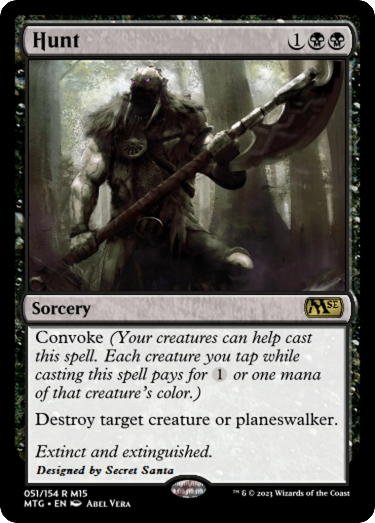 Hunt 1
Sorcery MSE
Convoke (Your creatures can help cast
this spell. Each creature you tap while
casting this spell pays for 1 or one mana
of that creature's color.)
Destroy target creature or planeswalker.
Extinct and extinguished.
Designed by Secret Santa
051/154 R M15 ™ & © 2023 Wizards of the Coast
MTG • EN ABEL VERA